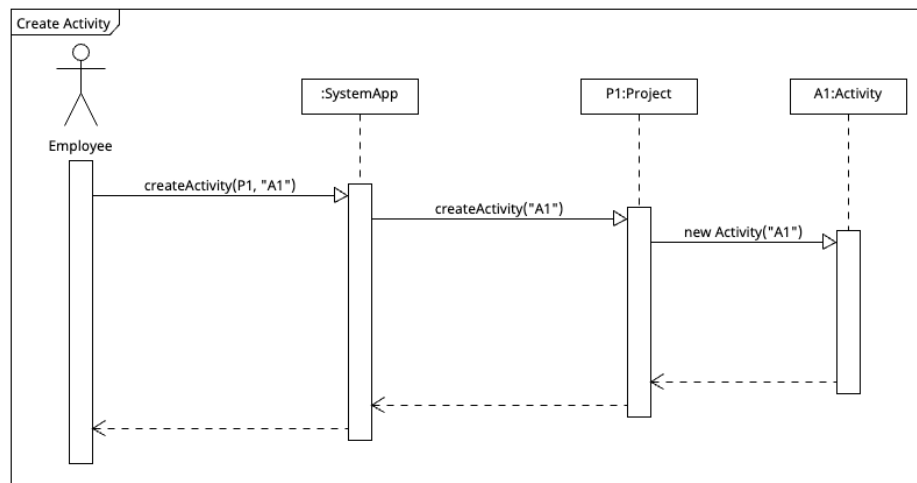 Create Activity
:SystemApp
P1:Project
A1:Activity
Employee
createActivity(P1, "A1")
createActivity("A1")
new Activity("A1")